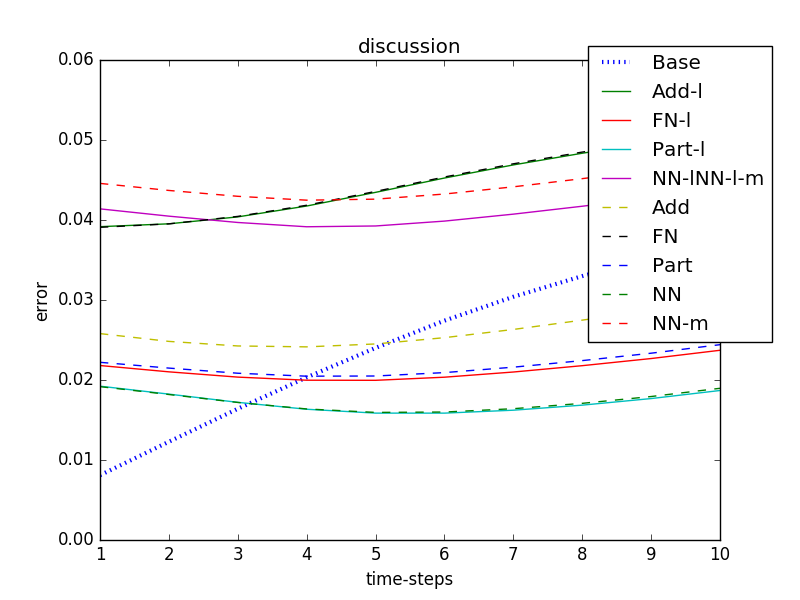 discussion
0.06
0.05
0.04
0.03
0.02
0.01
0.00
error
1 2 3 4 5 6 7 8 9 10
time-steps
Base
Add-l
FN-l
Part-l
NN-lNN-l-m
Add
FN
Part
NN
NN-m